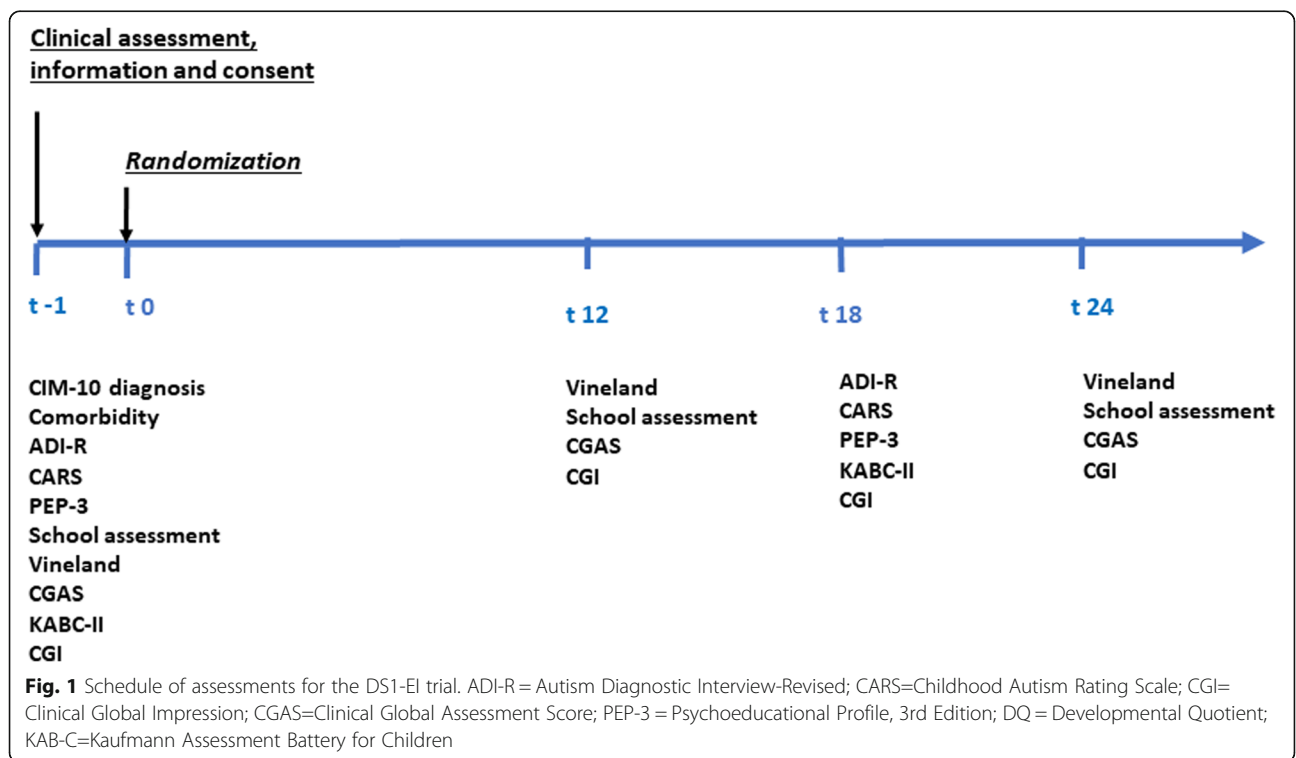 Clinical assessment,
information and consent
Randomization
t -1
t 0
t 12
t 18
t 24
CIM-10 diagnosis
Comorbidity
ADI-R
CARS
PEP-3
School assessment
Vineland
CGAS
KABC-II
CGI
Vineland
School assessment
CGAS
CGI
ADI-R
CARS
PEP-3
KABC-II
CGI
Vineland
School assessment
CGAS
CGI
Fig. 1 Schedule of assessments for the DS1-EI trial. ADI-R = Autism Diagnostic Interview-Revised; CARS=Childhood Autism Rating Scale; CGI=
Clinical Global Impression; CGAS=Clinical Global Assessment Score; PEP-3 = Psychoeducational Profile, 3rd Edition; DQ = Developmental Quotient;
KAB-C=Kaufmann Assessment Battery for Children